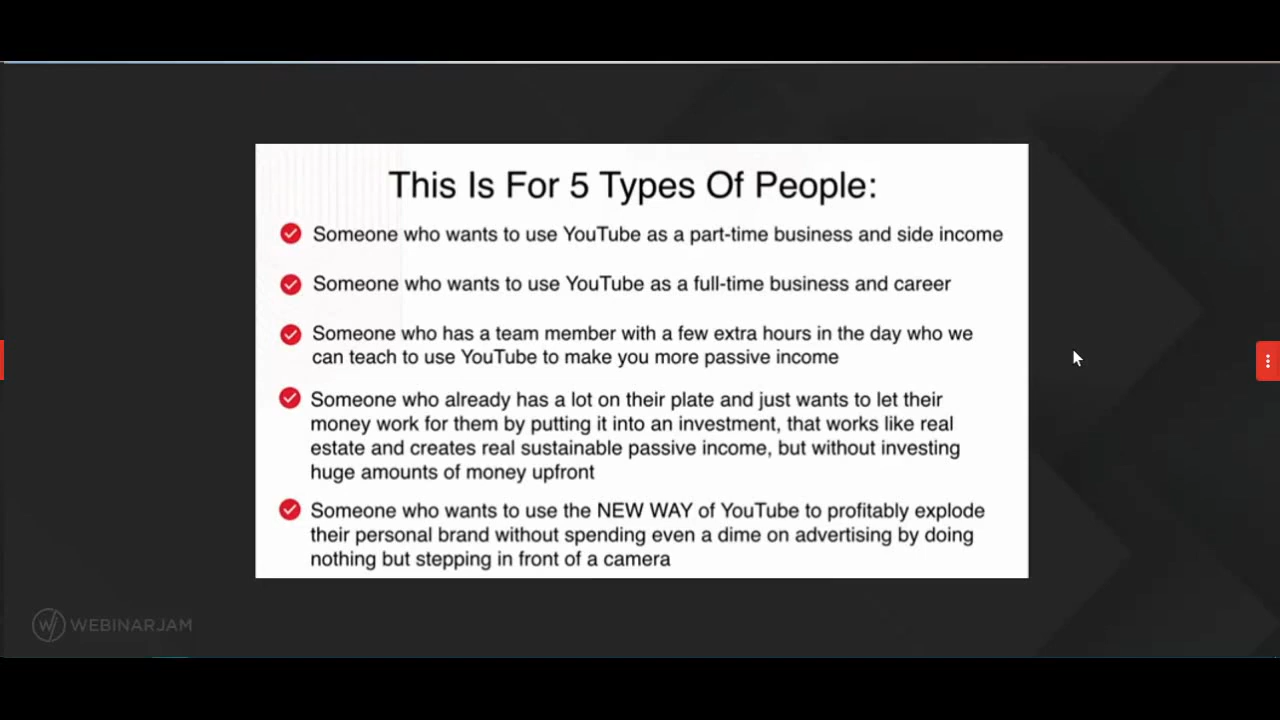 This Is For 5 Types Of People:
Someone who wants to use YouTube as a part-time business and side income
Someone who wants to use YouTube as a full-time business and career
Someone who has a team member with a few extra hours in the day who we
can teach to use YouTube to make you more passive income
Someone who already has a lot on their plate and just wants to let their
money work for them by putting it into an investment, that works like real
estate and creates real sustainable passive income, but without investing
huge amounts of money upfront
Someone who wants to use the NEW WAY of YouTube to profitably explode
their personal brand without spending even a dime on advertising by doing
nothing but stepping in front of a camera
WEBINARJAM